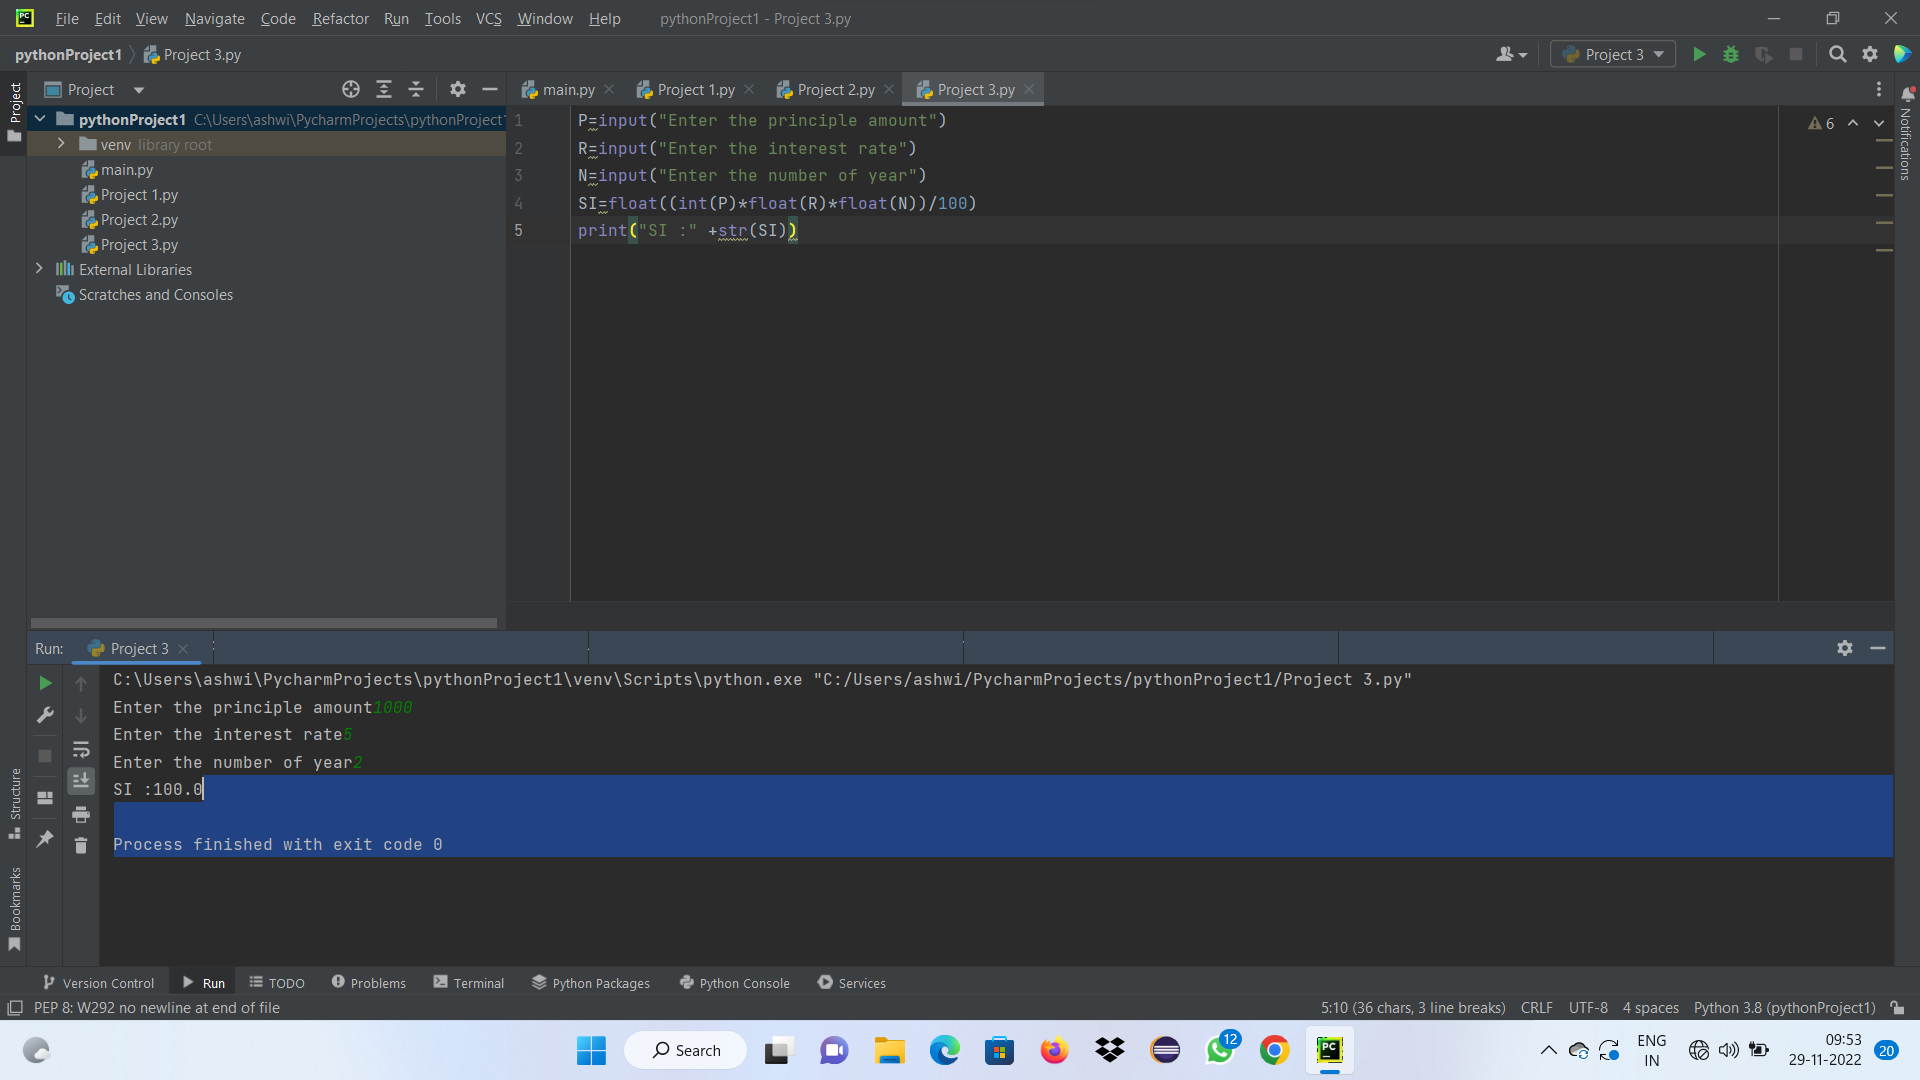 PC File Edit View Navigate Code Refactor Run Tools VCS Window Help pythonProject1 - Project 3.py
pythonProject1 Project 3.py Project 3
Project
Project
main.py Project 1.py Project 2.py Project 3.py
Notifications
pythonProject1 C:\Users\ashwi\PycharmProjects\pythonProject1
venv library root
main.py
Project 1.py
Project 2.py
Project 3.py
External Libraries
Scratches and Consoles
1 P=input("Enter the principle amount")
2 R=input("Enter the interest rate")
3 N=input("Enter the number of year")
4 SI=float((int(P)*float(R)*float(N))/100)
5 print("SI :" +str(SI))
6
Run: Project 3
C:\Users\ashwi\PycharmProjects\pythonProject1\venv\Scripts\python.exe "C:/Users/ashwi/PycharmProjects/pythonProject1/Project 3.py"
Enter the principle amount1000
Enter the interest rate5
Enter the number of year2
SI :100.0
Process finished with exit code 0
Structure
Bookmarks
Version Control Run TODO Problems Terminal Python Packages Python Console Services
PEP 8: W292 no newline at end of file 5:10 (36 chars, 3 line breaks) CRLF UTF-8 4 spaces Python 3.8 (pythonProject1)
Search 12 PC ENG IN 09:53 29-11-2022 20